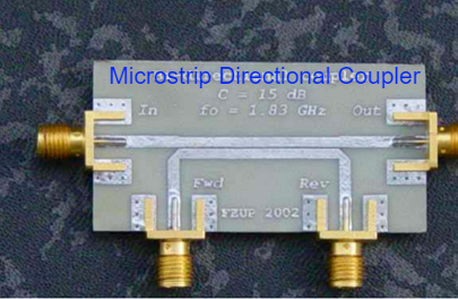 Microstrip Directional Coupler
C = 15 dB
In fo = 1.83 GHz Out
Fwd Rev
FZUP 2002